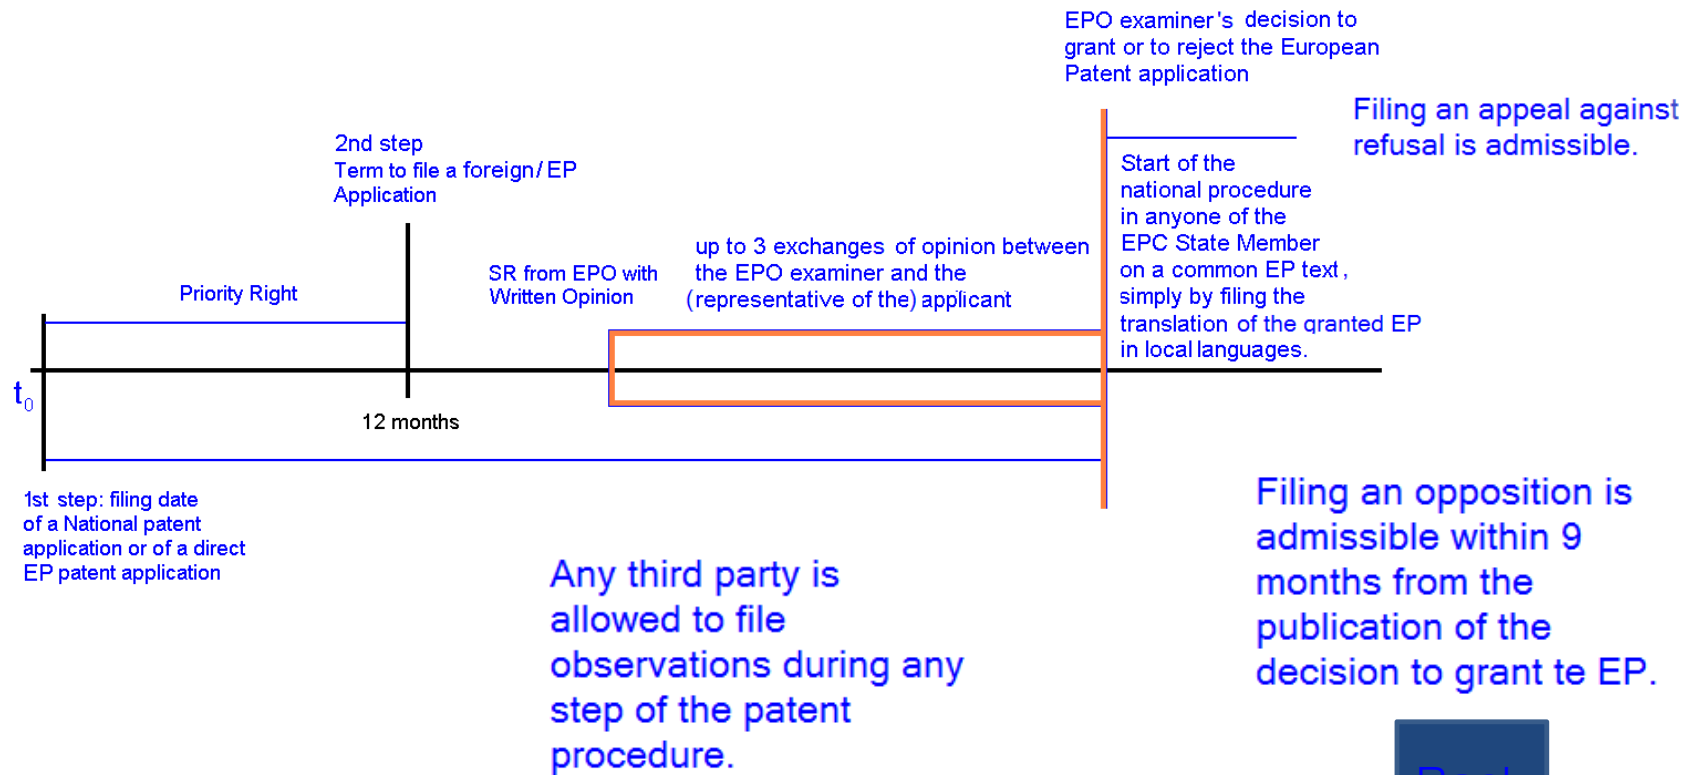 EPO examiner's decision to
grant or to reject the European
Patent application
Filing an appeal against
refusal is admissible.
2nd step
Term to file a foreign/ EP
Application
Start of the
national procedure
in anyone of the
EPC State Member
on a common EP text,
simply by filing the
translation of the granted EP
in local languages.
up to 3 exchanges of opinion between
the EPO examiner and the
(representative of the) applicant
SR from EPO with
Written Opinion
Priority Right
t0
12 months
1st step: filing date
of a National patent
application or of a direct
EP patent application
Filing an opposition is
admissible within 9
months from the
publication of the
decision to grant te EP.
Any third party is
allowed to file
observations during any
step of the patent
procedure.